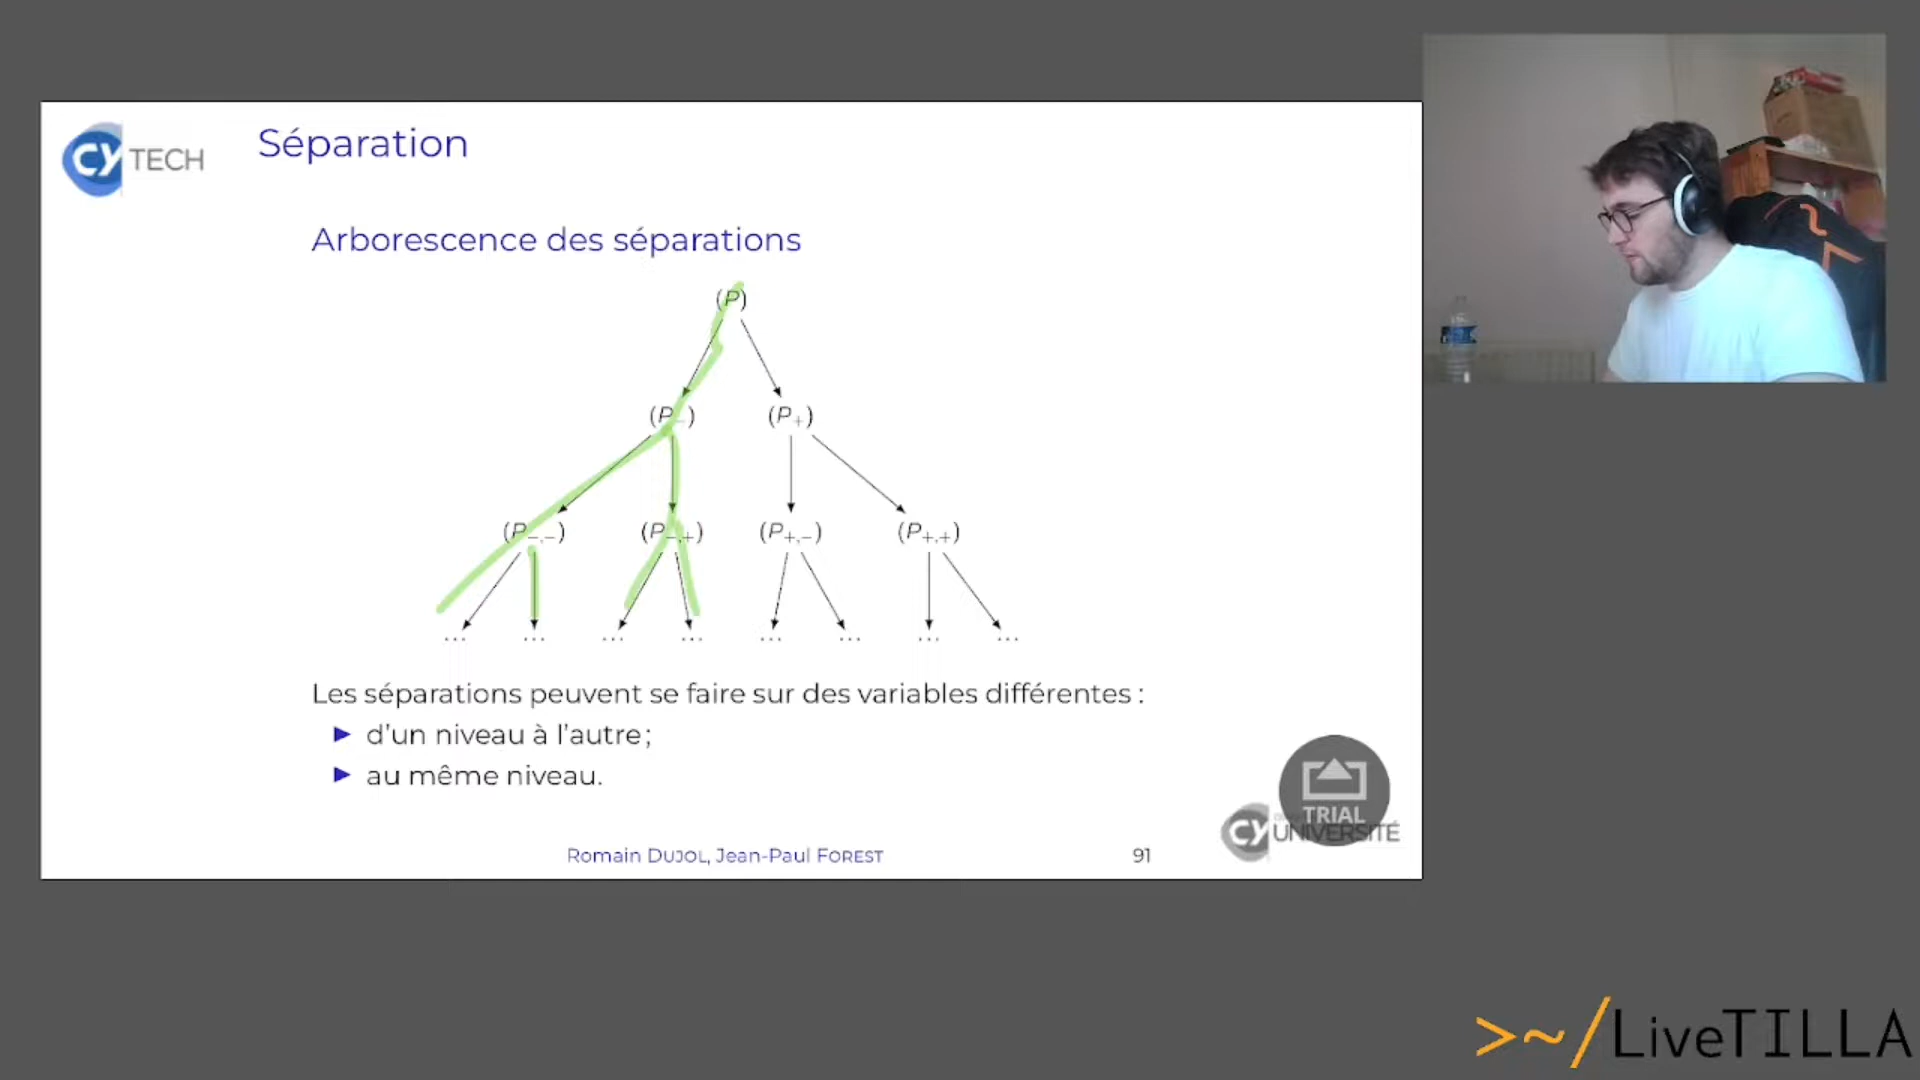 CY TECH
Séparation
Arborescence des séparations
(P)
(P−) (P+)
(P−,−) (P−,+) (P+,−) (P+,+)
... ... ... ... ... ... ... ...
Les séparations peuvent se faire sur des variables différentes :
► d'un niveau à l'autre ;
► au même niveau.
TRIAL
CY UNIVERSITÉ
Romain DUJOL, Jean-Paul FOREST 91
>~/LiveTILLA